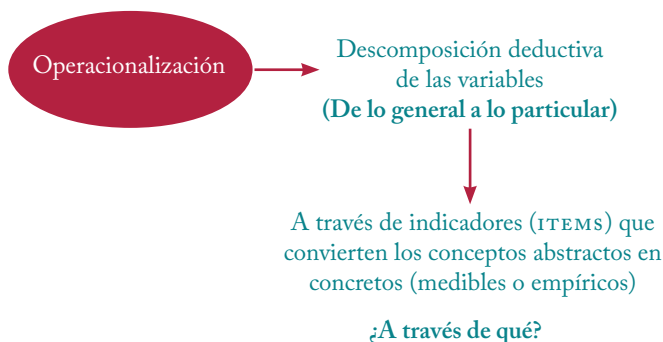 Operacionalización
Descomposición deductiva
de las variables
(De lo general a lo particular)
A través de indicadores (ITEMS) que
convierten los conceptos abstractos en
concretos (medibles o empíricos)
¿A través de qué?